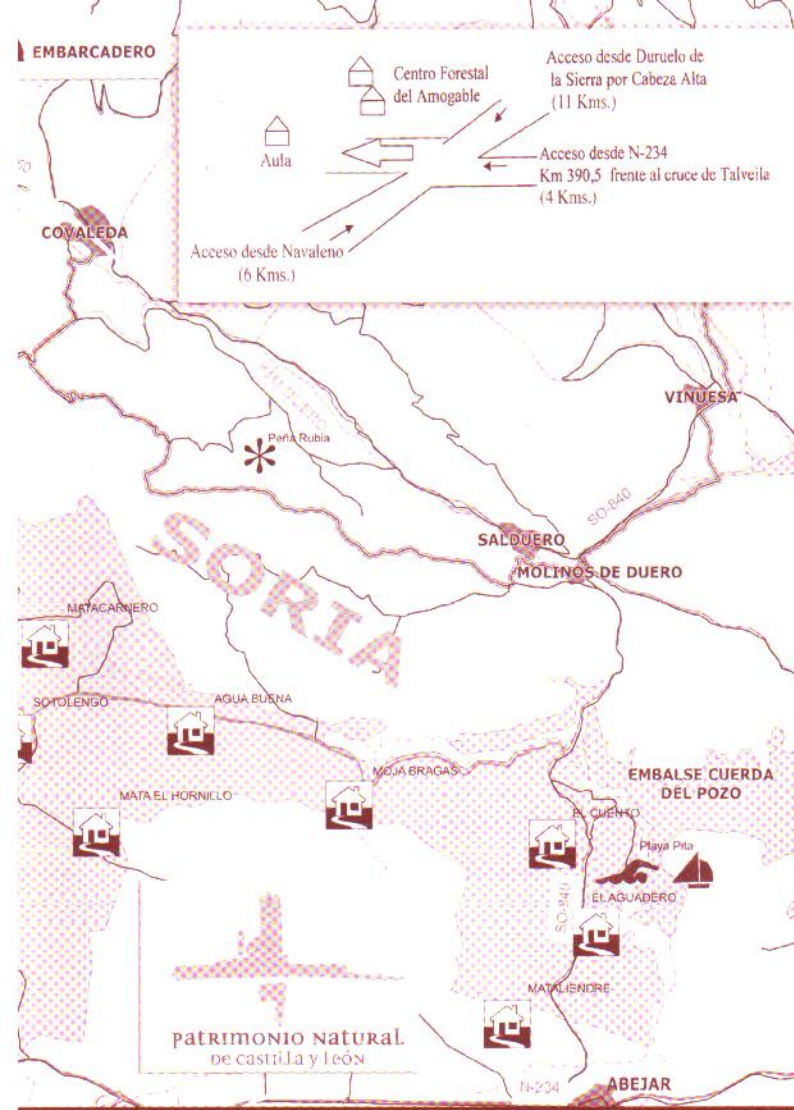 EMBARCADERO
Centro Forestal
del Amogable
Acceso desde Duruelo de
la Sierra por Cabeza Alta
(11 Kms.)
Aula
Acceso desde N-234
Km 390,5 frente al cruce de Talveila
(4 Kms.)
Acceso desde Navaleno
(6 Kms.)
COVALEDA
RIO DUERO
VINUESA
Peña Rubia
SO-840
SALDUERO
MOLINOS DE DUERO
SORIA
MATACARNERO
SOTOLENGO
AGUA BUENA
MOJA BRAGAS
MATA EL HORNILLO
EMBALSE CUERDA
DEL POZO
EL CUENTO
Playa Pita
EL AGUADERO
SO-840
MATALIENDRE
PATRIMONIO NATURAL
DE CASTILLA Y LEÓN
N-234
ABEJAR